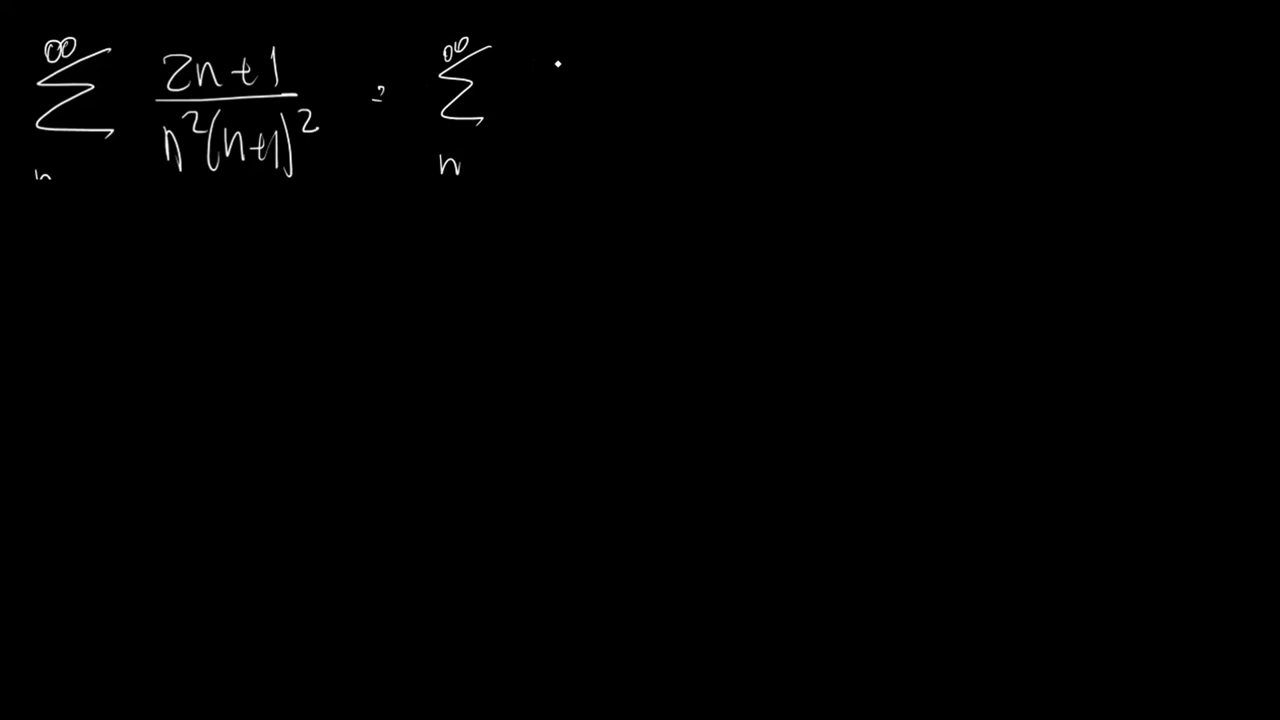 ∞ ∞
∑ (2n+1)/(n²(n+1)²) = ∑
n n